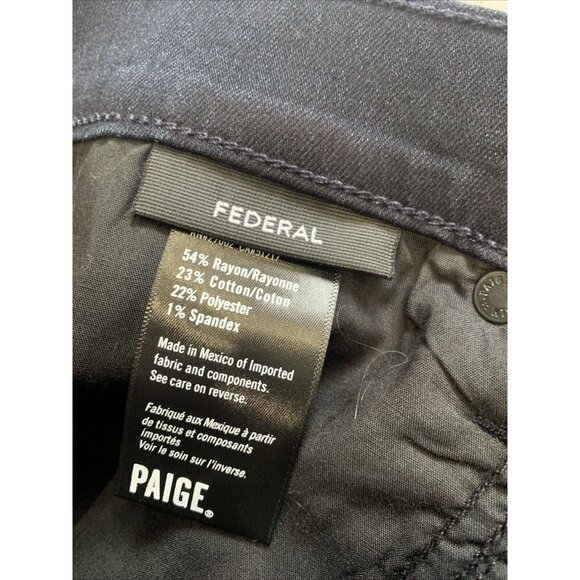 FEDERAL
54% Rayon/Rayonne
23% Cotton/Coton
22% Polyester
1% Spandex
Made in Mexico of Imported
fabric and components.
See care on reverse.
Fabriqué aux Mexique à partir
de tissus et composants
importés
Voir le soin sur l'inverse.
PAIGE®